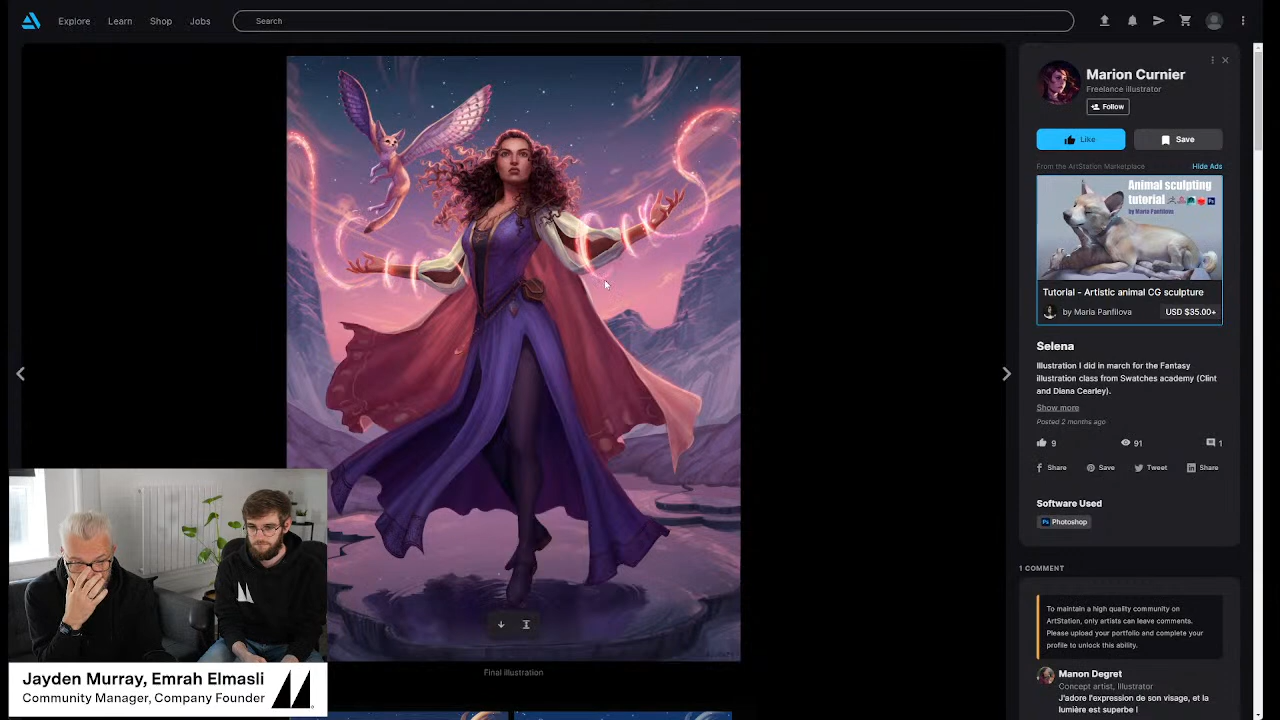 Explore
Learn
Shop
Jobs
Search
Marion Curnier
Freelance illustrator
Follow
Like
Save
From the ArtStation Marketplace
Hide Ads
Animal sculpting
tutorial
by Maria Panfilova
Tutorial - Artistic animal CG sculpture
by Maria Panfilova
USD $35.00+
Selena
Illustration I did in march for the Fantasy
illustration class from Swatches academy (Clint
and Diana Cearley).
Show more
Posted 2 months ago
9
91
1
Share
Save
Tweet
Share
Software Used
Ps Photoshop
1 COMMENT
To maintain a high quality community on
ArtStation, only artists can leave comments.
Please upload your portfolio and complete your
profile to unlock this ability.
Manon Degret
Concept artist, Illustrator
J'adore l'expression de son visage, et la
lumière est superbe !
Final illustration
Jayden Murray, Emrah Elmasli
Community Manager, Company Founder